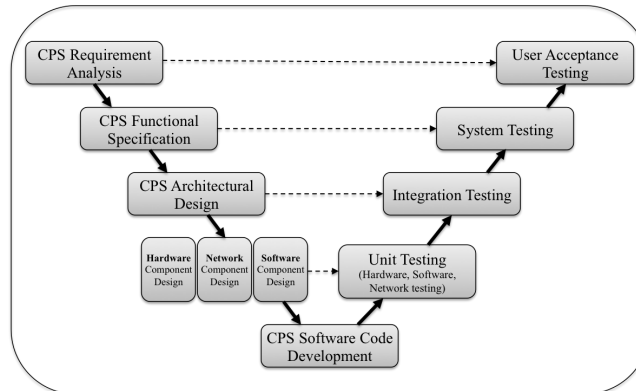 CPS Requirement
Analysis
User Acceptance
Testing
CPS Functional
Specification
System Testing
CPS Architectural
Design
Integration Testing
Hardware
Component
Design
Network
Component
Design
Software
Component
Design
Unit Testing
(Hardware, Software,
Network testing)
CPS Software Code
Development